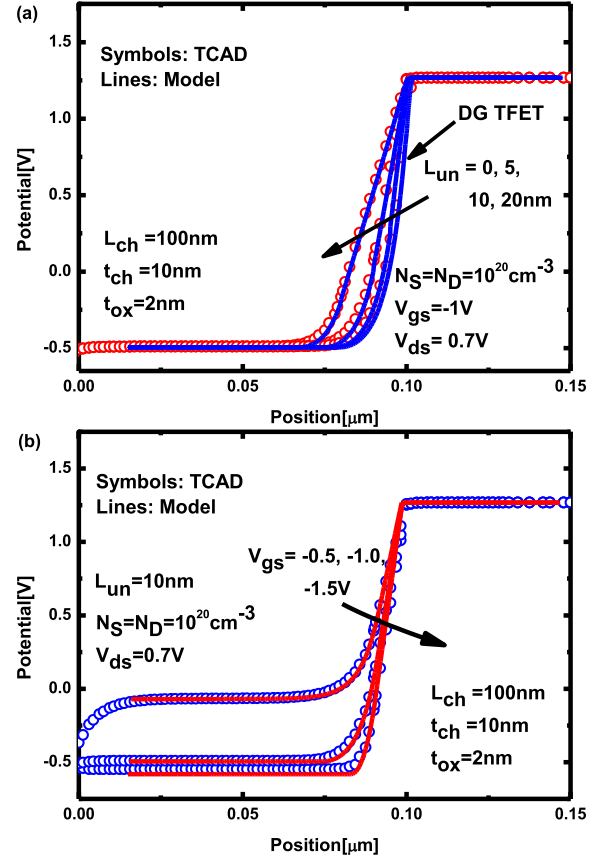 (a)
Symbols: TCAD
Lines: Model
DG TFET
L_un = 0, 5,
10, 20nm
L_ch =100nm
t_ch =10nm
t_ox=2nm
N_S=N_D=10^20cm^-3
V_gs=-1V
V_ds= 0.7V
Potential[V]
1.5
1.0
0.5
0.0
-0.5
0.00
0.05
0.10
0.15
Position[μm]
(b)
Symbols: TCAD
Lines: Model
V_gs= -0.5, -1.0,
-1.5V
L_un=10nm
N_S=N_D=10^20cm^-3
V_ds=0.7V
L_ch=100nm
t_ch=10nm
t_ox=2nm
Potential[V]
1.5
1.0
0.5
0.0
-0.5
0.00
0.05
0.10
0.15
Position[μm]